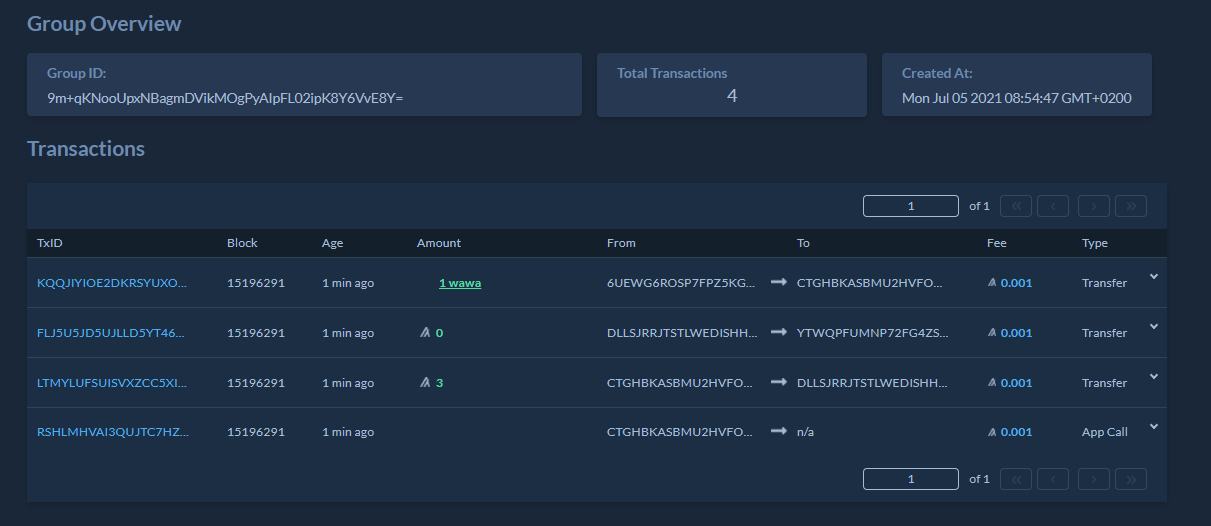 Group Overview
Group ID: Total Transactions Created At:
9m+qKNooUpxNBagmDVikMOgPyAIpFL02ipK8Y6VvE8Y= 4 Mon Jul 05 2021 08:54:47 GMT+0200
Transactions
1 of 1 « ‹ › »
TxID Block Age Amount From To Fee Type
KQQJIYIOE2DKRSYUXO... 15196291 1 min ago 1 wawa 6UEWG6ROSP7FPZ5KG... CTGHBKASBMU2HVFO... 0.001 Transfer
FLJ5U5JD5UJLLD5YT46... 15196291 1 min ago 0 DLLSJRRJTSTLWEDISHH... YTWQPFUMNP72FG4ZS... 0.001 Transfer
LTMYLUFSUISVXZCC5XI... 15196291 1 min ago 3 CTGHBKASBMU2HVFO... DLLSJRRJTSTLWEDISHH... 0.001 Transfer
RSHLMHVAI3QUJTC7HZ... 15196291 1 min ago CTGHBKASBMU2HVFO... n/a 0.001 App Call
1 of 1 « ‹ › »